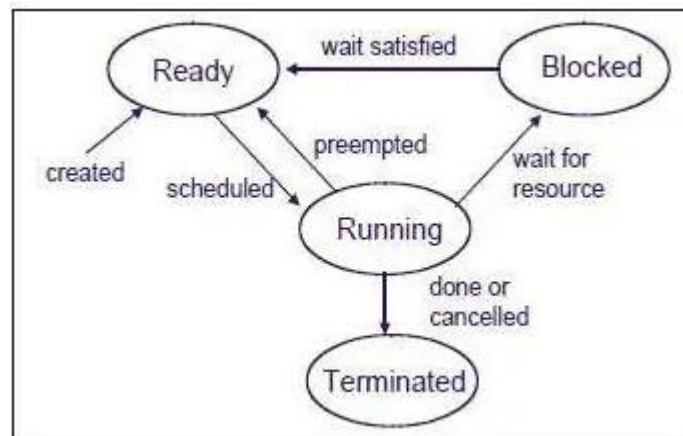 wait satisfied
Ready
Blocked
created
scheduled
preempted
wait for
resource
Running
done or
cancelled
Terminated